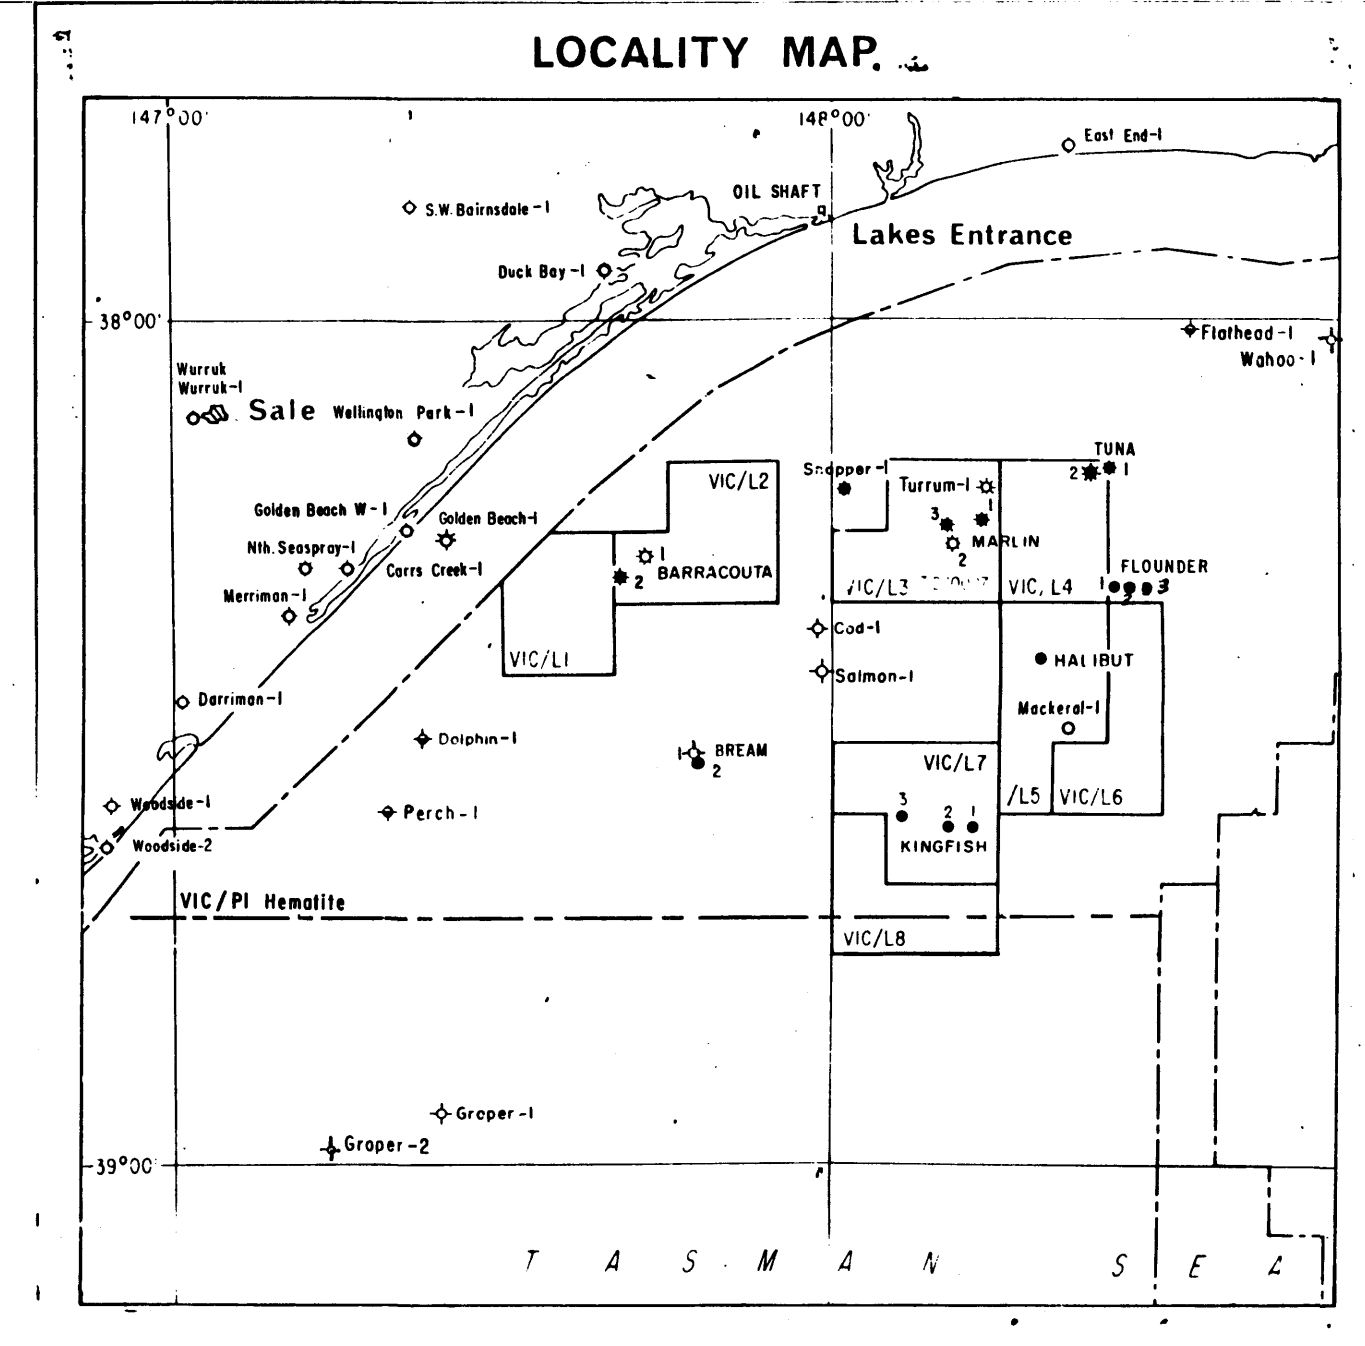 LOCALITY MAP.
147°00'
148°00'
East End-1
S.W. Bairnsdale-1
OIL SHAFT
Lakes Entrance
Duck Bay-1
38°00'
Flathead-1
Wahoo-1
Wurruk
Wurruk-1
Sale
Wellington Park-1
TUNA
2
1
Snapper-1
VIC/L2
Turrum-1
Golden Beach W-1
Golden Beach-1
1
3
MARLIN
2
Nth. Seaspray-1
Carrs Creek-1
1
BARRACOUTA
2
FLOUNDER
1
2
3
VIC/L3
VIC/L4
Merriman-1
Cod-1
VIC/L1
HALIBUT
Salmon-1
Darriman-1
Mackeral-1
Dolphin-1
1
BREAM
2
VIC/L7
/L5
VIC/L6
Woodside-1
Perch-1
3
2
1
KINGFISH
Woodside-2
VIC/P1 Hematite
VIC/L8
Groper-1
Groper-2
39°00'
TASMAN SEA